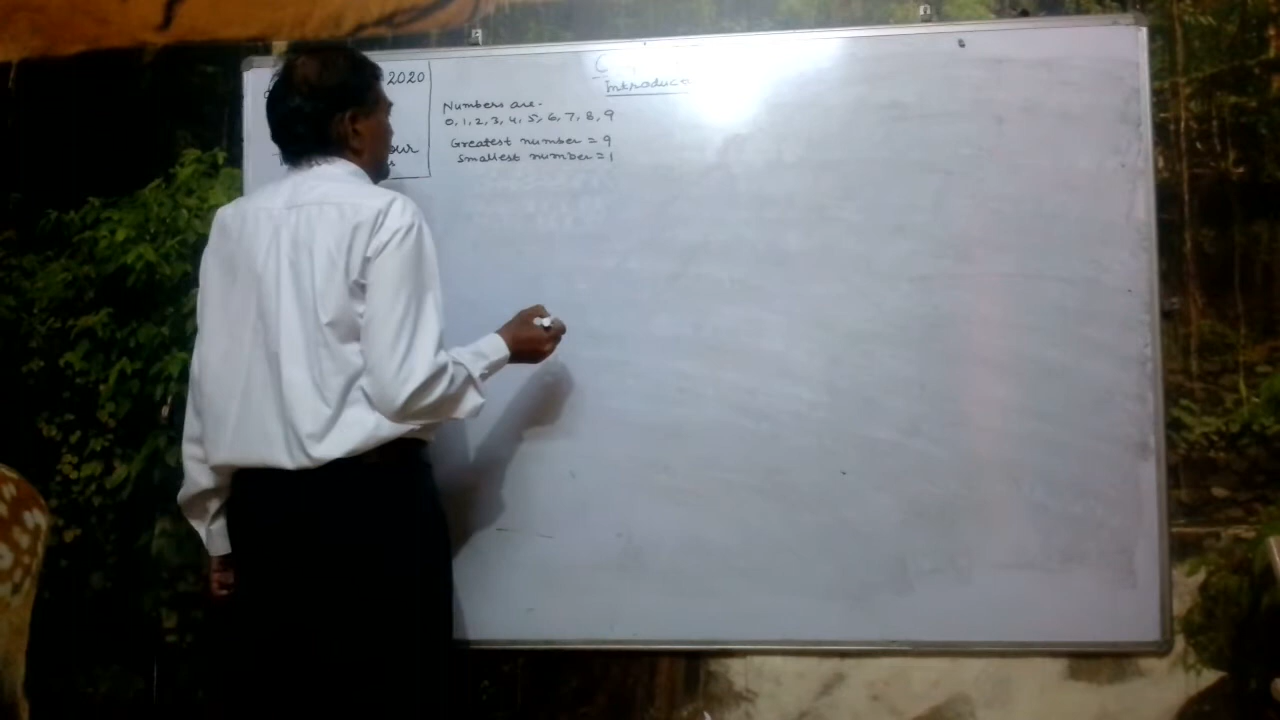 2020
Introduc
Numbers are.
0, 1, 2, 3, 4, 5, 6, 7, 8, 9
Greatest number = 9
Smallest number = 1